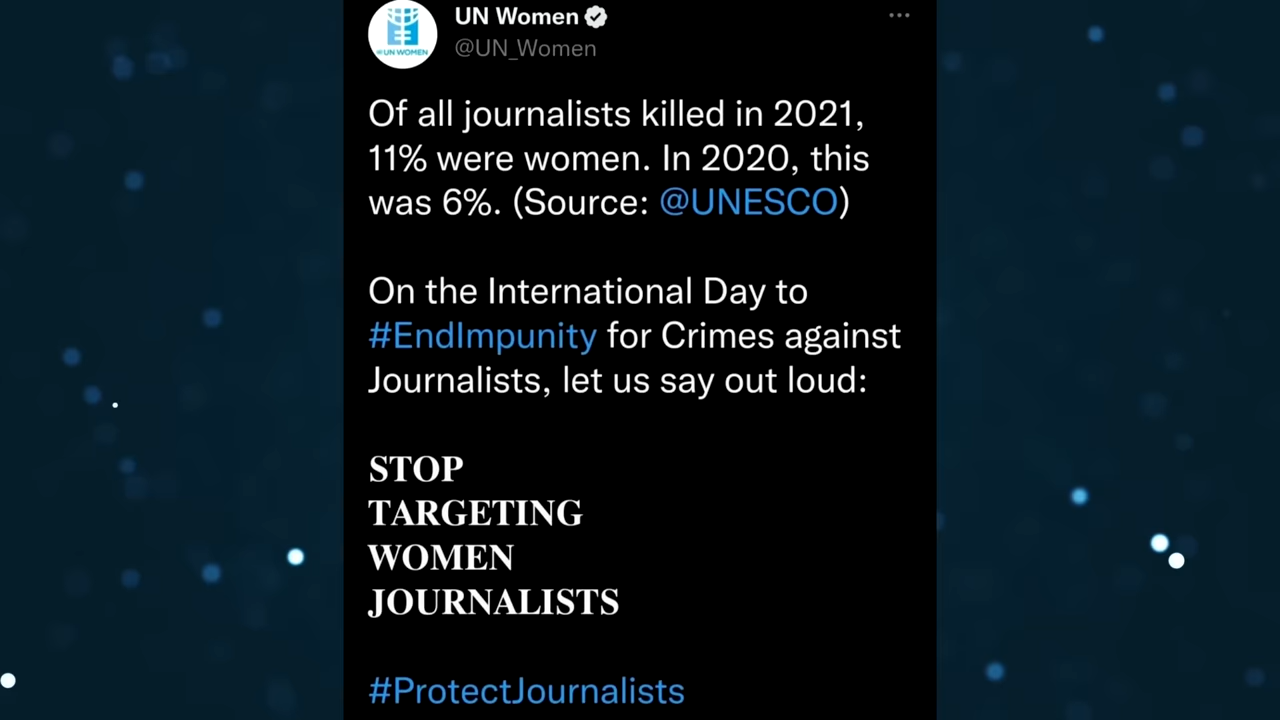 UN Women
@UN_Women
@UN WOMEN
Of all journalists killed in 2021,
11% were women. In 2020, this
was 6%. (Source: @UNESCO)
On the International Day to
#EndImpunity for Crimes against
Journalists, let us say out loud:
STOP
TARGETING
WOMEN
JOURNALISTS
#ProtectJournalists